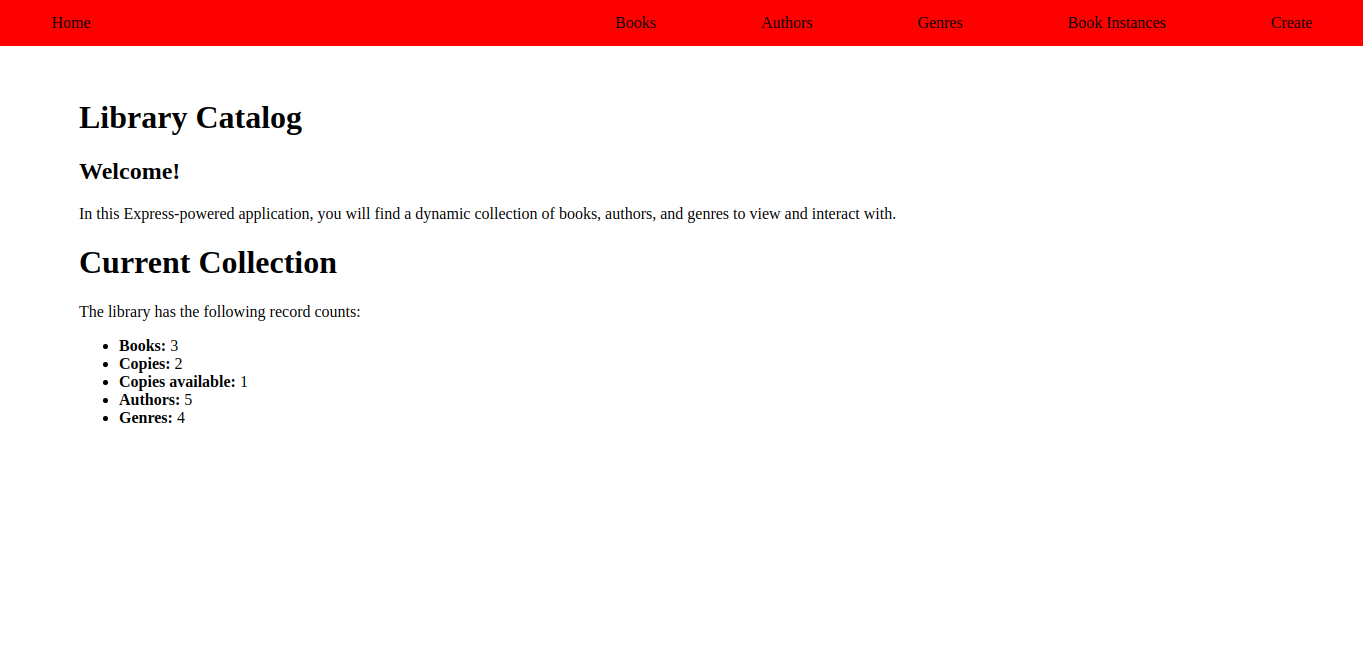 Home Books Authors Genres Book Instances Create
Library Catalog
Welcome!
In this Express-powered application, you will find a dynamic collection of books, authors, and genres to view and interact with.
Current Collection
The library has the following record counts:
Books: 3
Copies: 2
Copies available: 1
Authors: 5
Genres: 4